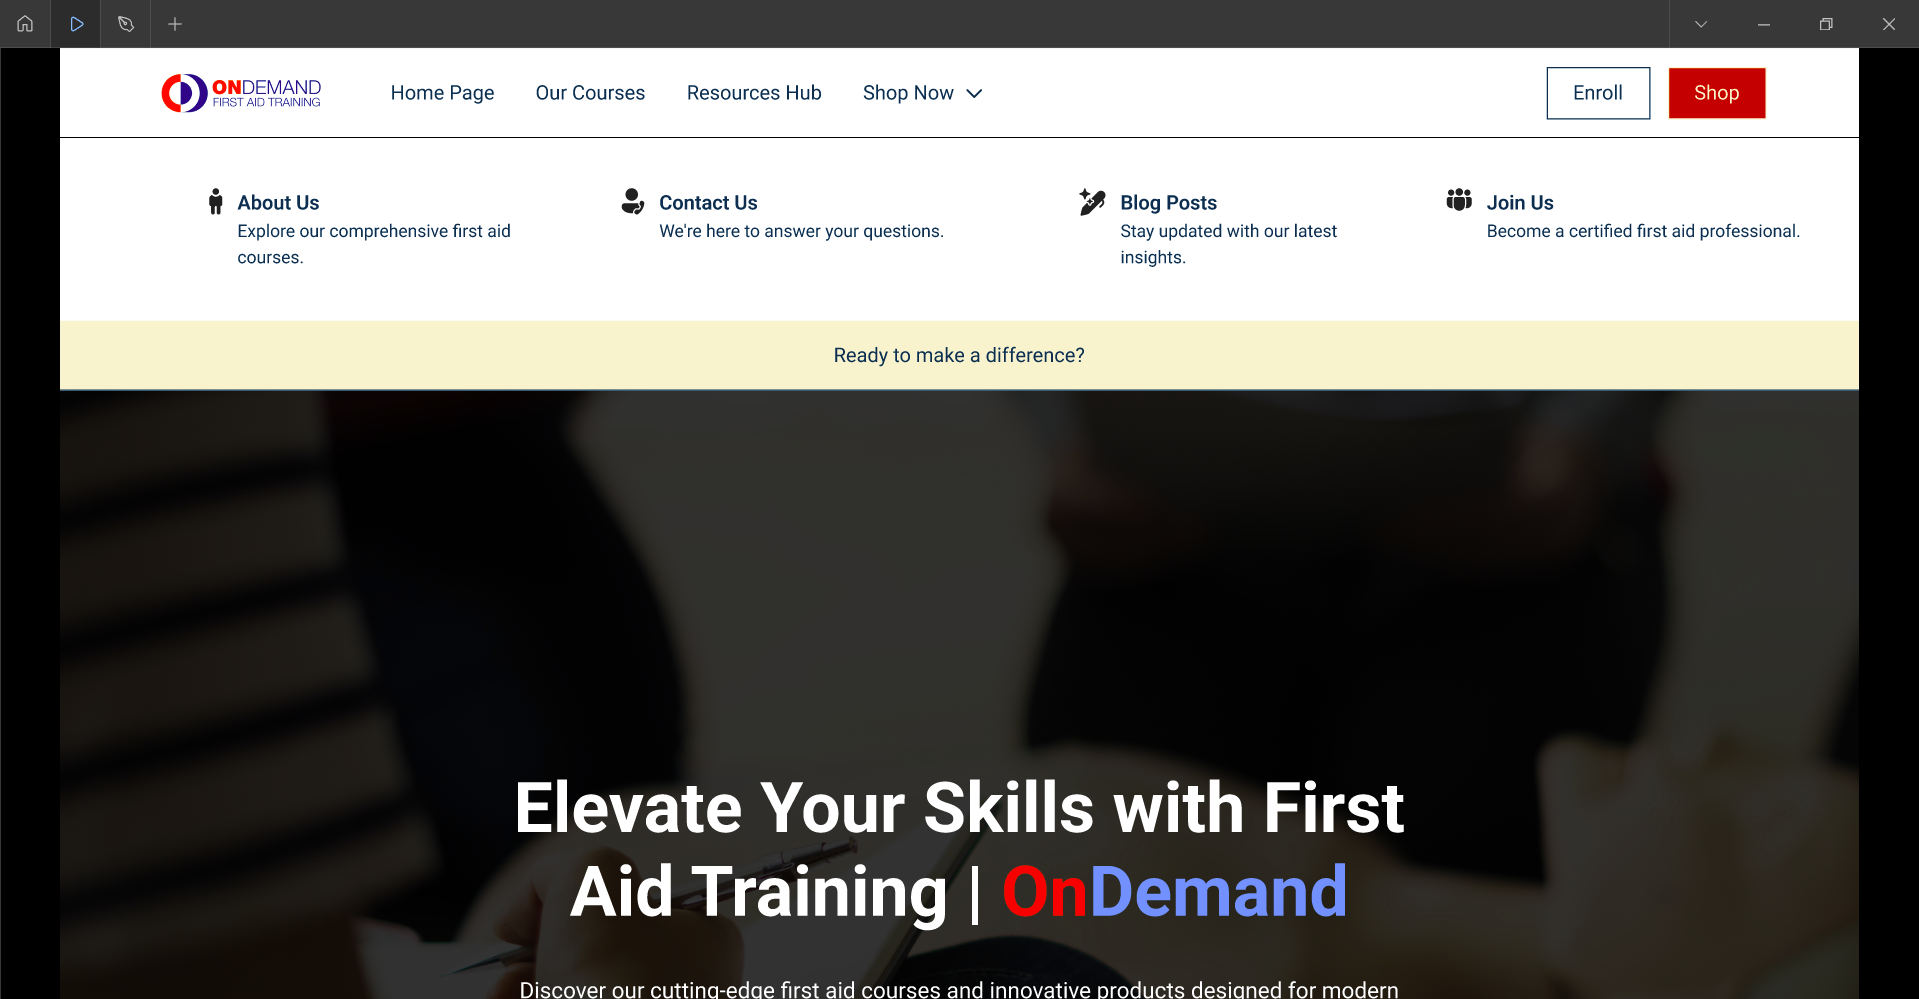 ONDEMAND
FIRST AID TRAINING
Home Page
Our Courses
Resources Hub
Shop Now
Enroll
Shop
About Us
Explore our comprehensive first aid
courses.
Contact Us
We're here to answer your questions.
Blog Posts
Stay updated with our latest
insights.
Join Us
Become a certified first aid professional.
Ready to make a difference?
Elevate Your Skills with First
Aid Training | OnDemand
Discover our cutting-edge first aid courses and innovative products designed for modern